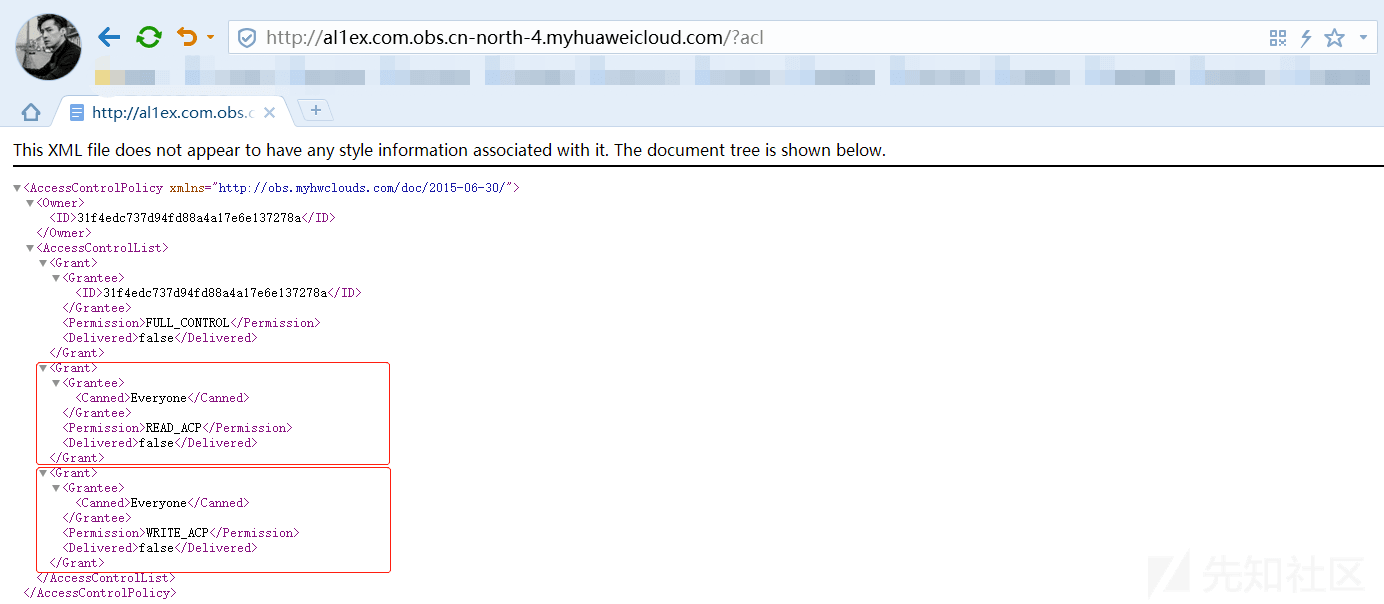 http://al1ex.com.obs.cn-north-4.myhuaweicloud.com/?acl
http://al1ex.com.obs.c
This XML file does not appear to have any style information associated with it. The document tree is shown below.
<AccessControlPolicy xmlns="http://obs.myhwclouds.com/doc/2015-06-30/">
<Owner>
<ID>31f4edc737d94fd88a4a17e6e137278a</ID>
</Owner>
<AccessControlList>
<Grant>
<Grantee>
<ID>31f4edc737d94fd88a4a17e6e137278a</ID>
</Grantee>
<Permission>FULL_CONTROL</Permission>
<Delivered>false</Delivered>
</Grant>
<Grant>
<Grantee>
<Canned>Everyone</Canned>
</Grantee>
<Permission>READ_ACP</Permission>
<Delivered>false</Delivered>
</Grant>
<Grant>
<Grantee>
<Canned>Everyone</Canned>
</Grantee>
<Permission>WRITE_ACP</Permission>
<Delivered>false</Delivered>
</Grant>
</AccessControlList>
</AccessControlPolicy>
先知社区